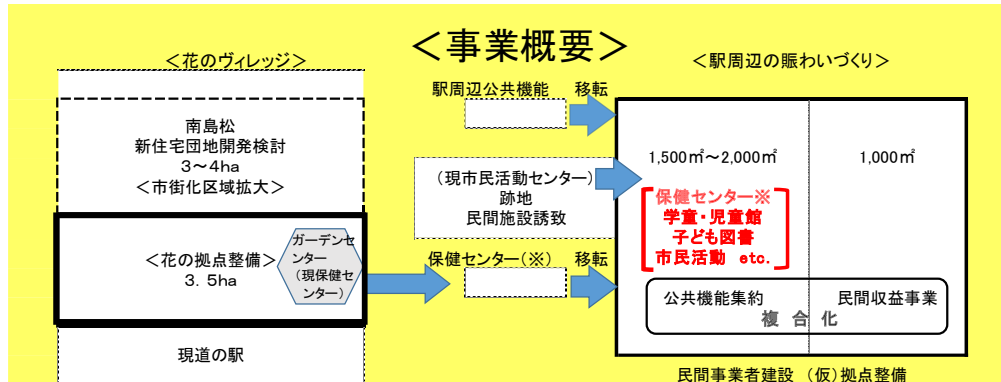 ＜事業概要＞
＜花のヴィレッジ＞
南島松
新住宅団地開発検討
3～4ha
＜市街化区域拡大＞
＜花の拠点整備＞
3．5ha
ガーデンセ
ンター
（現保健セ
ンター）
現道の駅
駅周辺公共機能　移転
（現市民活動センター）
跡地
民間施設誘致
保健センター（※）　移転
＜駅周辺の賑わいづくり＞
1,500㎡～2,000㎡
1,000㎡
保健センター※
学童・児童館
子ども図書
市民活動　etc.
公共機能集約　民間収益事業
複　合　化
民間事業者建設　（仮）拠点整備